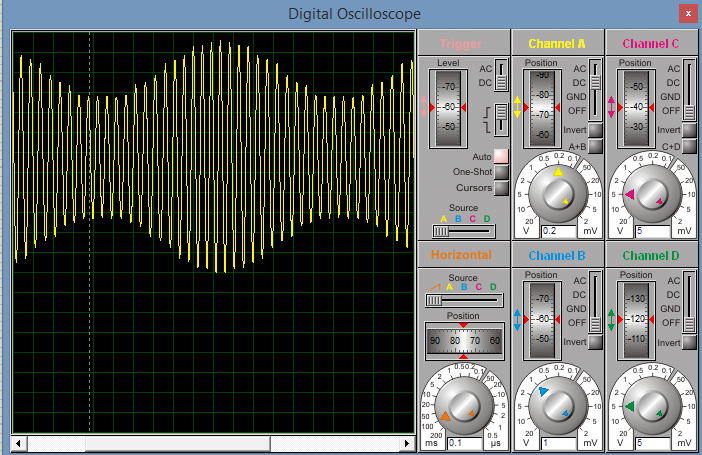 Digital Oscilloscope
x
Trigger
Level
AC
DC
-70
-60
-50
Auto
One-Shot
Cursors
Source
A B C D
Channel A
Position
AC
DC
GND
OFF
-90
-80
-70
-60
Invert
A+B
0.5 0.2 0.1
1 50
2 20
5 10
10 5
20 2
V 0.2 mV
Channel C
Position
AC
DC
GND
OFF
-50
-40
-30
Invert
C+D
0.5 0.2 0.1
1 50
2 20
5 10
10 5
20 2
V 5 mV
Horizontal
Source
A B C D
Position
90 80 70 60
1 0.5 0.2 0.1
2 50
5 20
10 10
20 5
50 2
100 1
200 0.5
ms 0.1 µs
Channel B
Position
AC
DC
GND
OFF
-70
-60
-50
Invert
0.5 0.2 0.1
1 50
2 20
5 10
10 5
20 2
V 1 mV
Channel D
Position
AC
DC
GND
OFF
-130
-120
-110
Invert
0.5 0.2 0.1
1 50
2 20
5 10
10 5
20 2
V 5 mV